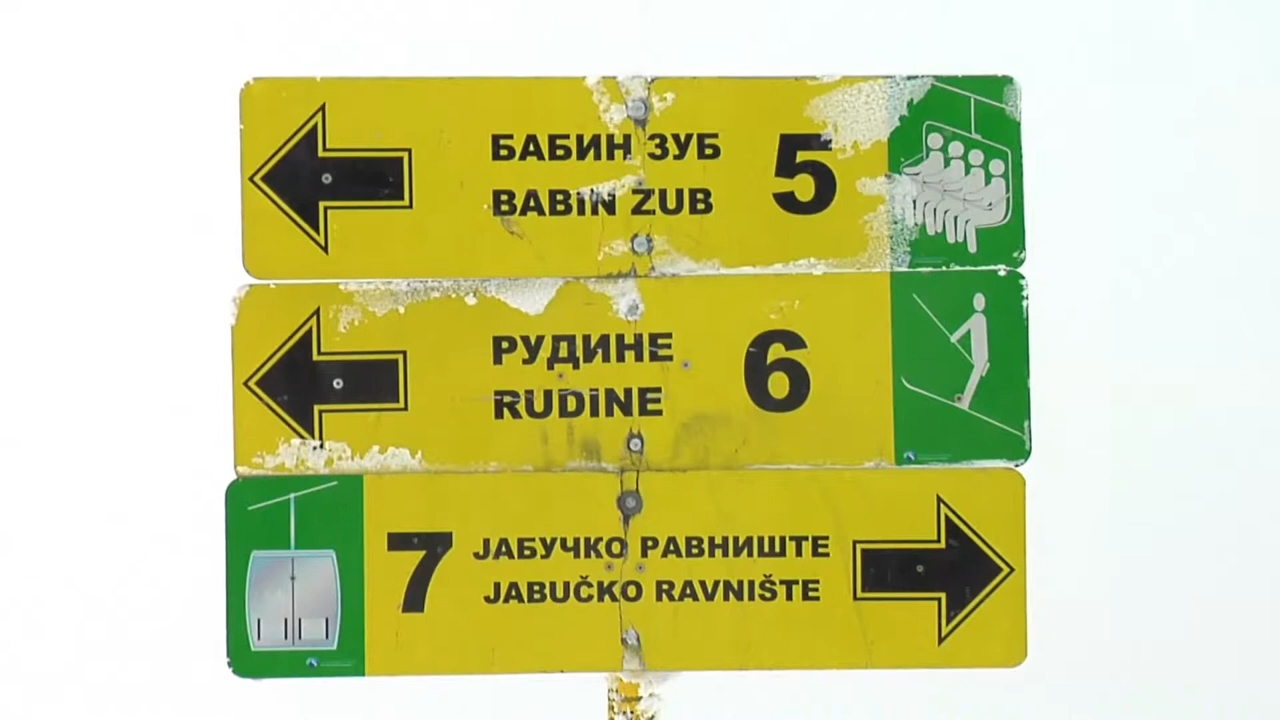 БАБИН ЗУБ
BABIN ZUB
5
РУДИНЕ
RUDINE
6
7
ЈАБУЧКО РАВНИШТЕ
JABUČKO RAVNIŠTE